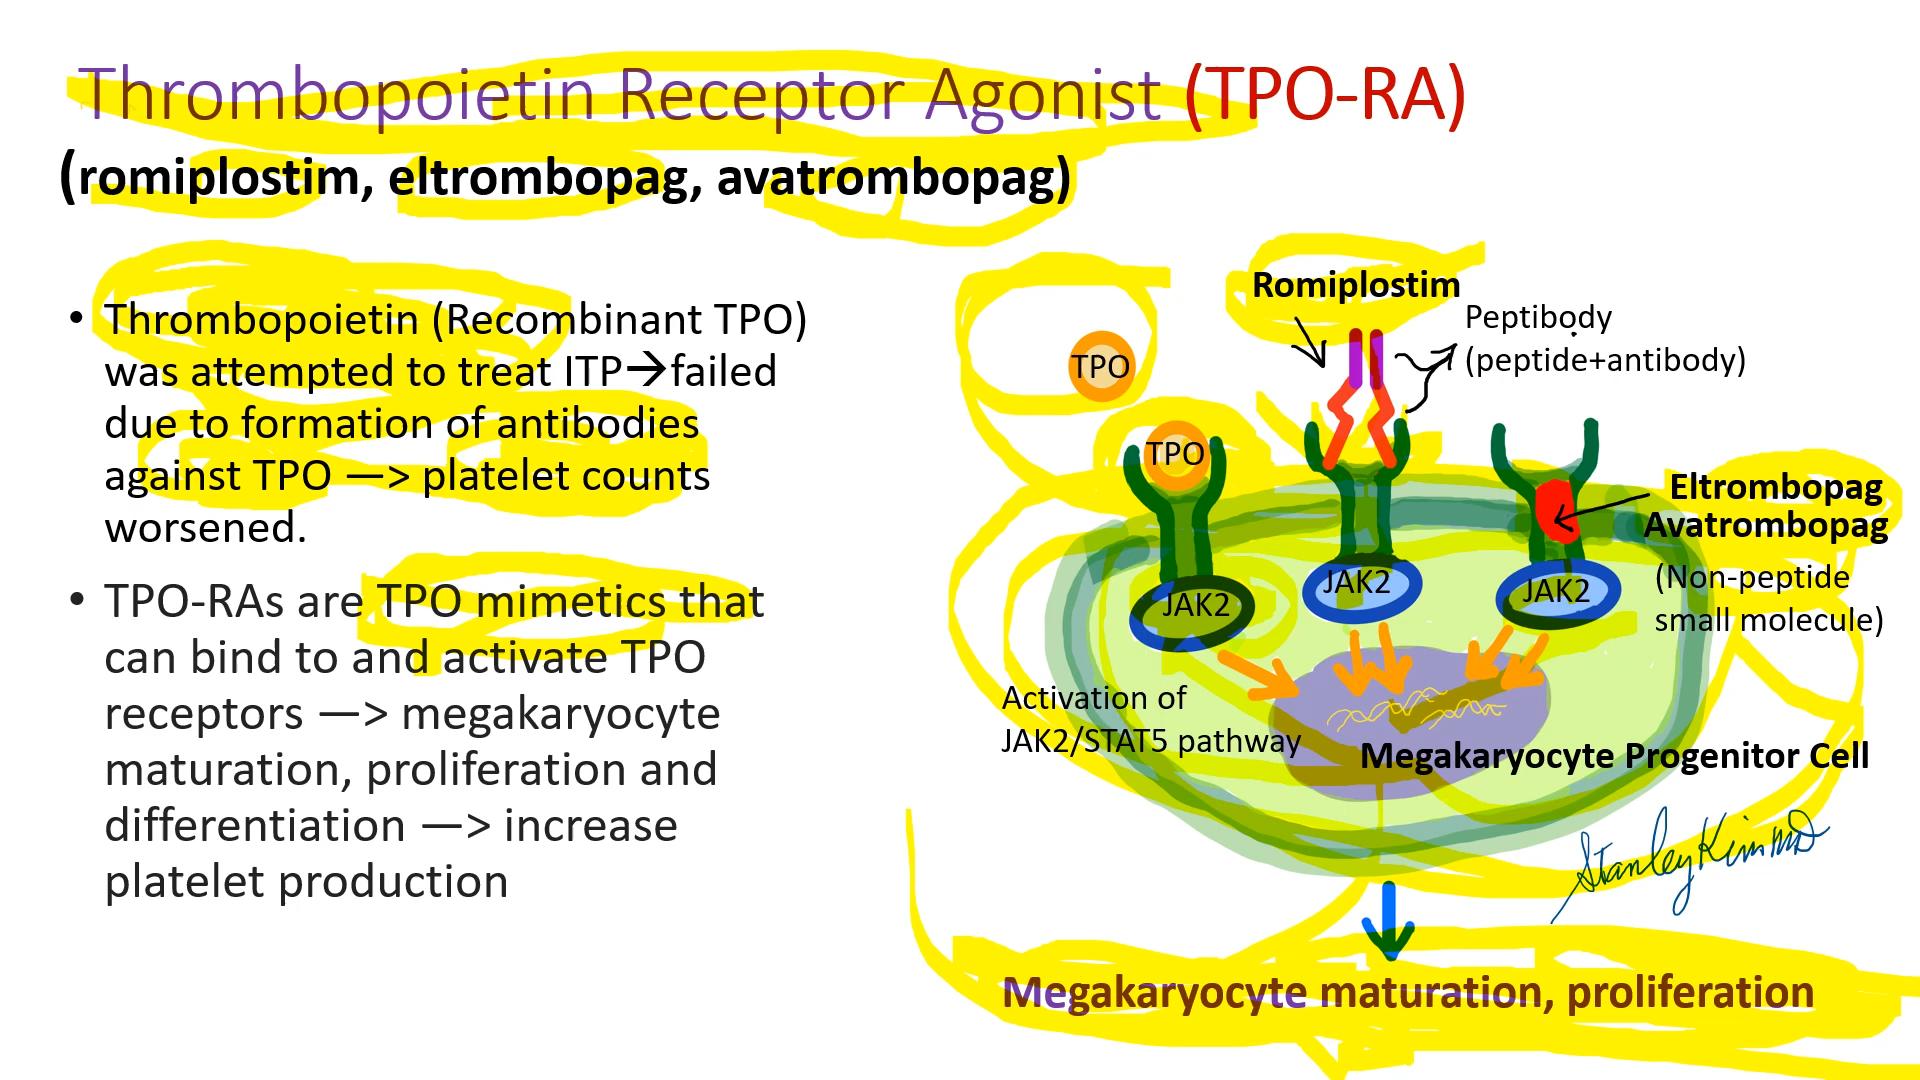 Thrombopoietin Receptor Agonist (TPO-RA)
(romiplostim, eltrombopag, avatrombopag)
• Thrombopoietin (Recombinant TPO)
was attempted to treat ITP→failed
due to formation of antibodies
against TPO —> platelet counts
worsened.
• TPO-RAs are TPO mimetics that
can bind to and activate TPO
receptors —> megakaryocyte
maturation, proliferation and
differentiation —> increase
platelet production
Romiplostim
Peptibody
(peptide+antibody)
TPO
TPO
Eltrombopag
Avatrombopag
(Non-peptide
small molecule)
JAK2
JAK2
JAK2
Activation of
JAK2/STAT5 pathway
Megakaryocyte Progenitor Cell
Stanley Kim MD
Megakaryocyte maturation, proliferation